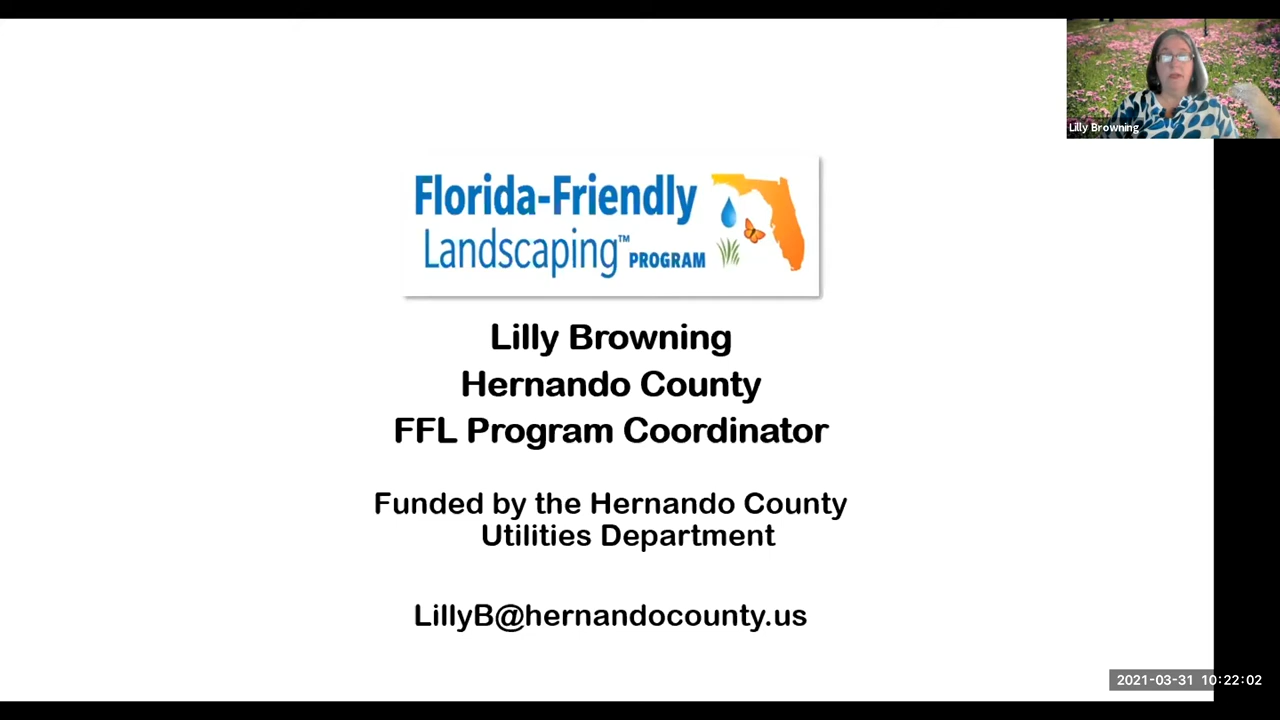 Lilly Browning
Florida-Friendly
Landscaping™ PROGRAM
Lilly Browning
Hernando County
FFL Program Coordinator
Funded by the Hernando County
Utilities Department
LillyB@hernandocounty.us
2021-03-31 10:22:02